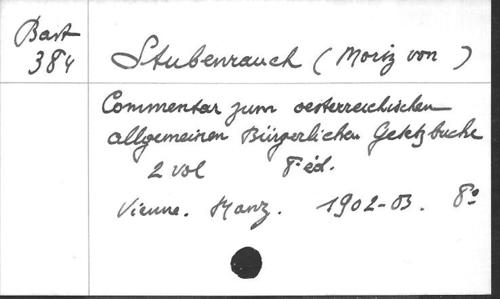 Bast
384
Stubenrauch (Moriz von)
Commentar zum oesterreichischen
allgemeinen Bürgerlichen Gesetzbuche
2 vol 8e éd.
Vienne. Manz. 1902-03. 8°